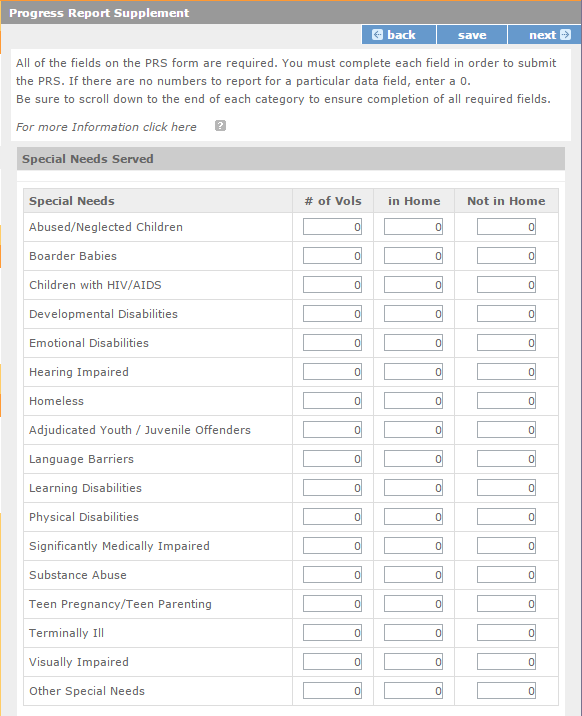 Progress Report Supplement
back save next
All of the fields on the PRS form are required. You must complete each field in order to submit
the PRS. If there are no numbers to report for a particular data field, enter a 0.
Be sure to scroll down to the end of each category to ensure completion of all required fields.
For more Information click here ?
Special Needs Served
Special Needs # of Vols in Home Not in Home
Abused/Neglected Children 0 0 0
Boarder Babies 0 0 0
Children with HIV/AIDS 0 0 0
Developmental Disabilities 0 0 0
Emotional Disabilities 0 0 0
Hearing Impaired 0 0 0
Homeless 0 0 0
Adjudicated Youth / Juvenile Offenders 0 0 0
Language Barriers 0 0 0
Learning Disabilities 0 0 0
Physical Disabilities 0 0 0
Significantly Medically Impaired 0 0 0
Substance Abuse 0 0 0
Teen Pregnancy/Teen Parenting 0 0 0
Terminally Ill 0 0 0
Visually Impaired 0 0 0
Other Special Needs 0 0 0